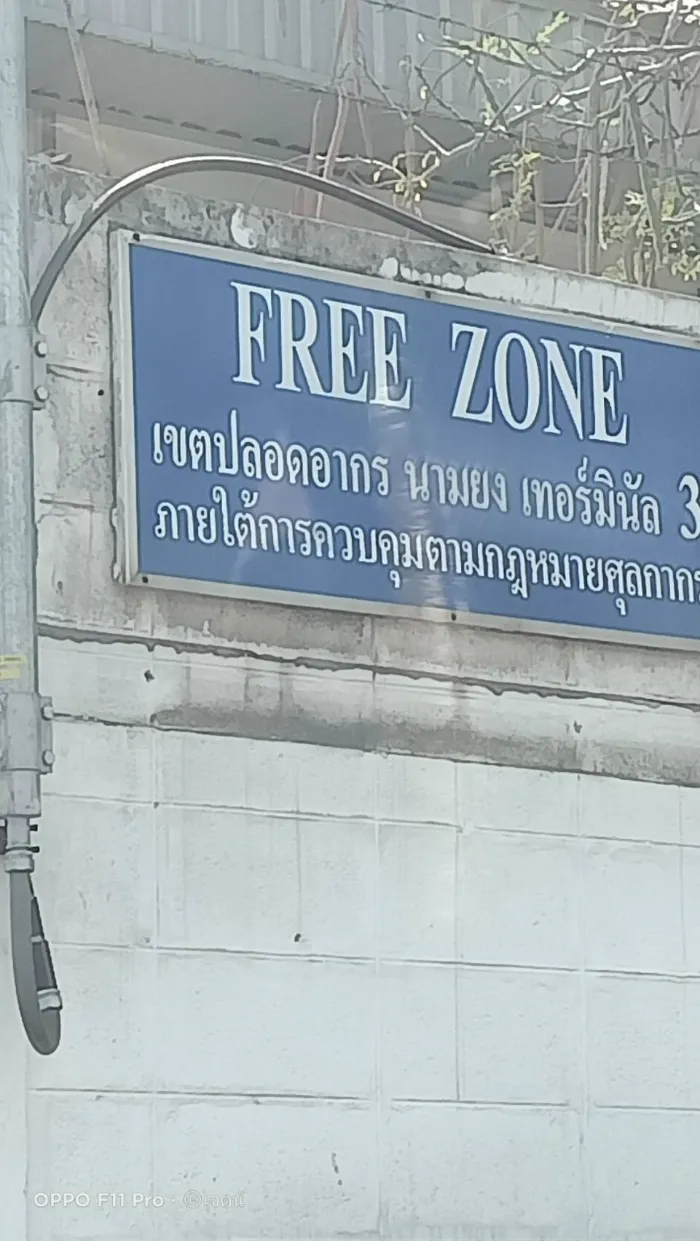 FREE ZONE
เขตปลอดอากร นามยง เทอร์มินัล 3
ภายใต้การควบคุมตามกฎหมายศุลกาก
OPPO F11 Pro ·